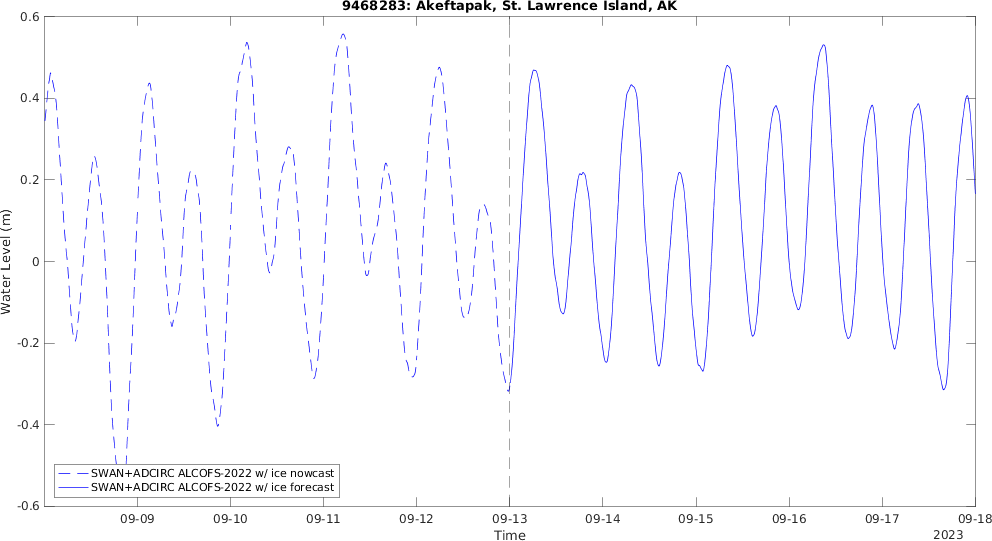 9468283: Akeftapak, St. Lawrence Island, AK
0.6
0.4
0.2
0
-0.2
-0.4
-0.6
Water Level (m)
SWAN+ADCIRC ALCOFS-2022 w/ ice nowcast
SWAN+ADCIRC ALCOFS-2022 w/ ice forecast
09-09 09-10 09-11 09-12 09-13 09-14 09-15 09-16 09-17 09-18
Time
2023